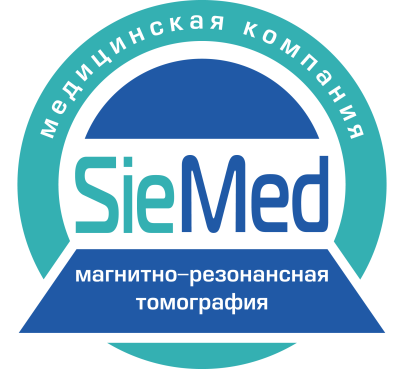 медицинская компания
SieMed
магнитно-резонансная
томография